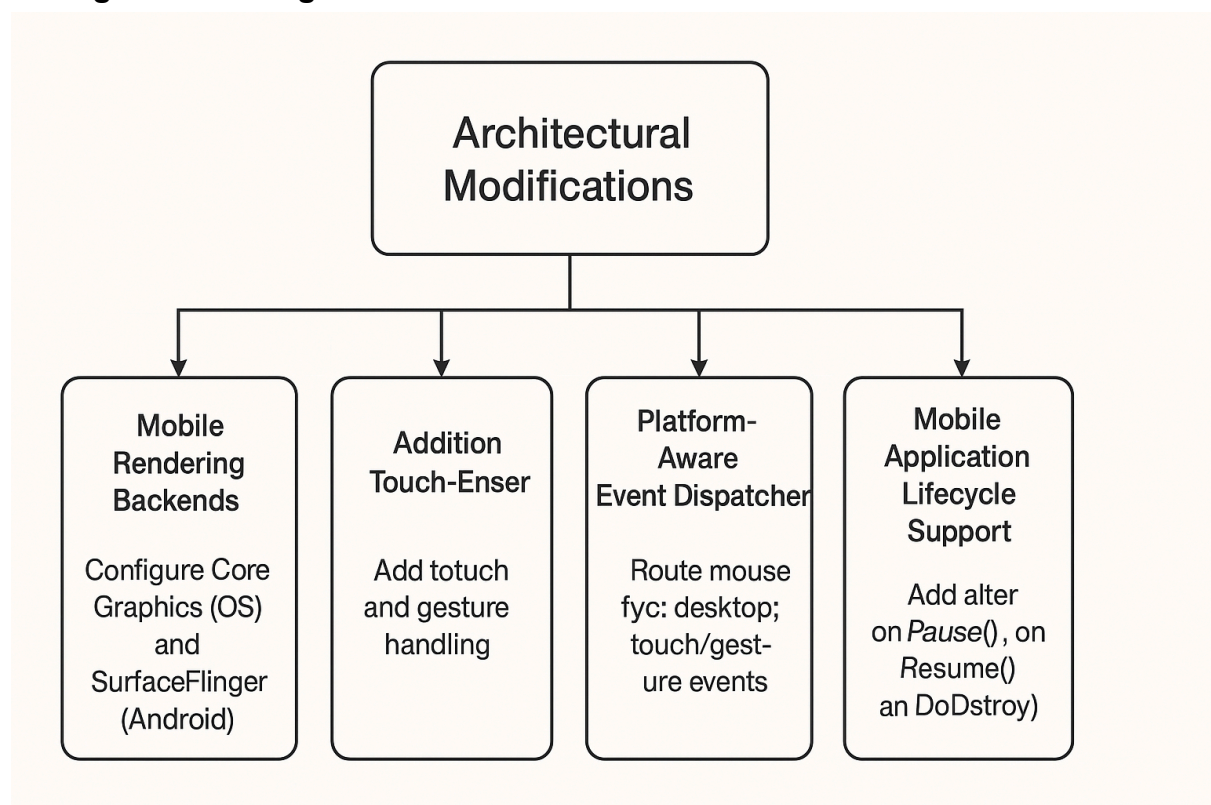 Architectural
Modifications
Mobile
Rendering
Backends
Configure Core
Graphics (OS)
and
SurfaceFlinger
(Android)
Addition
Touch-Enser
Add totuch
and gesture
handling
Platform-
Aware
Event Dispatcher
Route mouse
fyc: desktop;
touch/gest-
ure events
Mobile
Application
Lifecycle
Support
Add alter
on Pause(), on
Resume()
an DoDstroy)